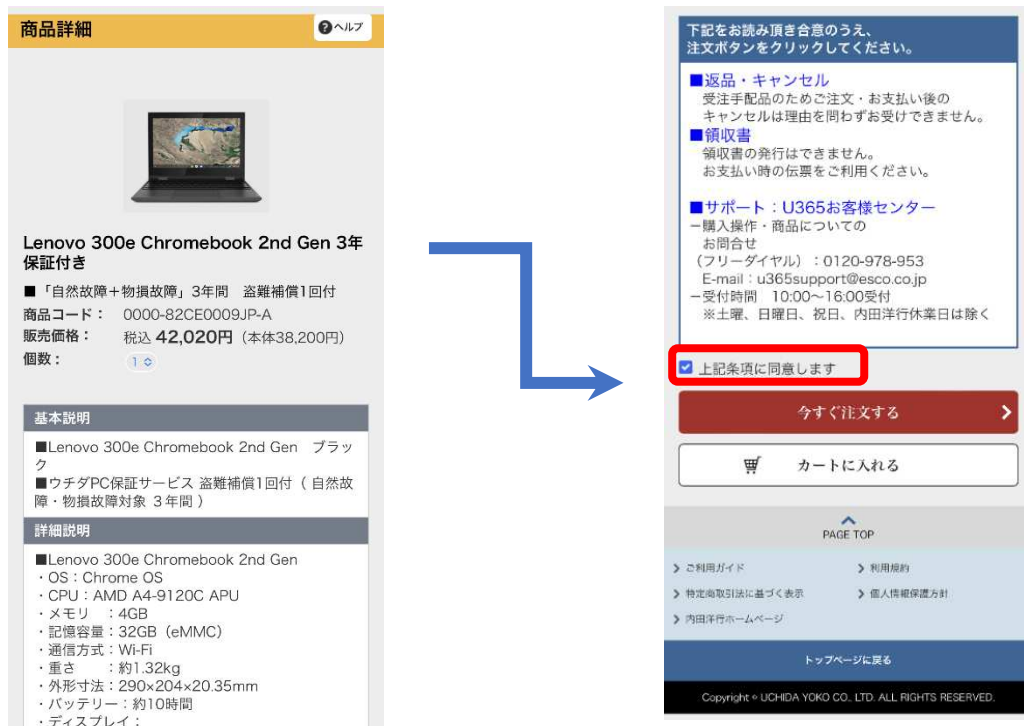 商品詳細
?ヘルプ
Lenovo 300e Chromebook 2nd Gen 3年
保証付き
■「自然故障+物損故障」3年間　盗難補償1回付
商品コード： 0000-82CE0009JP-A
販売価格： 税込 42,020円（本体38,200円）
個数： 1
基本説明
■Lenovo 300e Chromebook 2nd Gen　ブラッ
ク
■ウチダPC保証サービス 盗難補償1回付（ 自然故
障・物損故障対象 ３年間 ）
詳細説明
■Lenovo 300e Chromebook 2nd Gen
・OS：Chrome OS
・CPU：AMD A4-9120C APU
・メモリ　：4GB
・記憶容量：32GB（eMMC）
・通信方式：Wi-Fi
・重さ　　：約1.32kg
・外形寸法：290×204×20.35mm
・バッテリー：約10時間
・ディスプレイ：
下記をお読み頂き合意のうえ、
注文ボタンをクリックしてください。
■返品・キャンセル
受注手配品のためご注文・お支払い後の
キャンセルは理由を問わずお受けできません。
■領収書
領収書の発行はできません。
お支払い時の伝票をご利用ください。
■サポート：U365お客様センター
ー購入操作・商品についての
お問合せ
（フリーダイヤル）：0120-978-953
E-mail：u365support@esco.co.jp
ー受付時間　10:00〜16:00受付
※土曜、日曜日、祝日、内田洋行休業日は除く
上記条項に同意します
今すぐ注文する
カートに入れる
PAGE TOP
ご利用ガイド
利用規約
特定商取引法に基づく表示
個人情報保護方針
内田洋行ホームページ
トップページに戻る
Copyright © UCHIDA YOKO CO., LTD. ALL RIGHTS RESERVED.